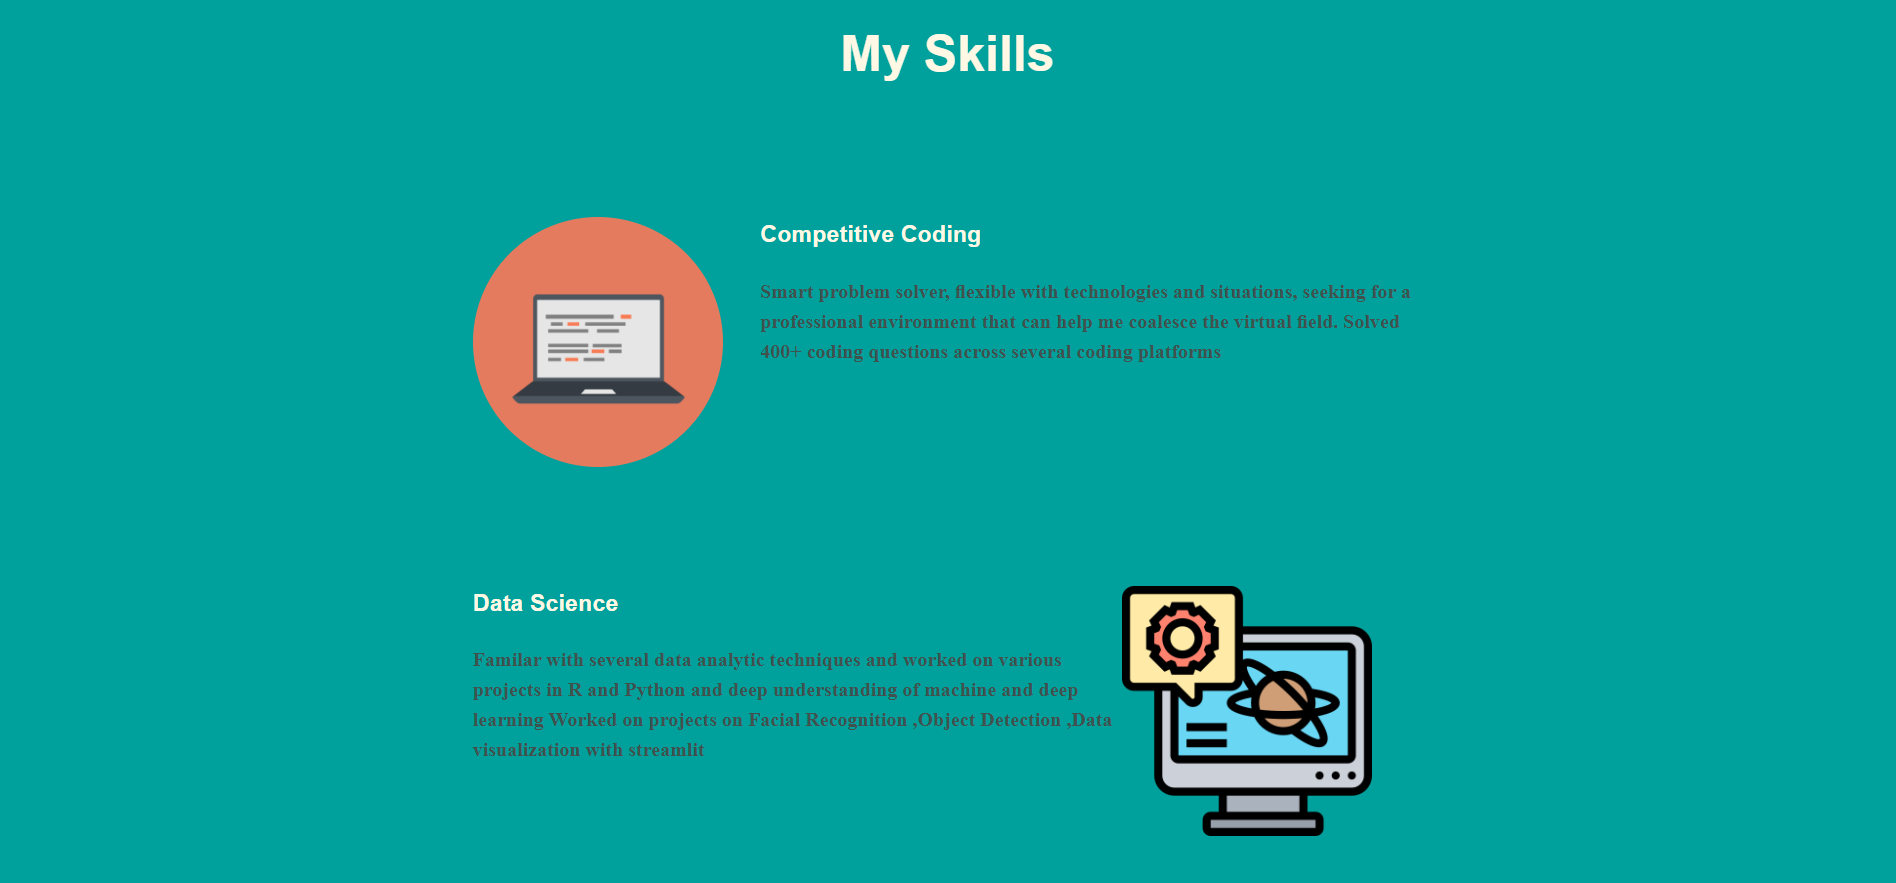 My Skills
Competitive Coding
Smart problem solver, flexible with technologies and situations, seeking for a
professional environment that can help me coalesce the virtual field. Solved
400+ coding questions across several coding platforms
Data Science
Familar with several data analytic techniques and worked on various
projects in R and Python and deep understanding of machine and deep
learning Worked on projects on Facial Recognition ,Object Detection ,Data
visualization with streamlit